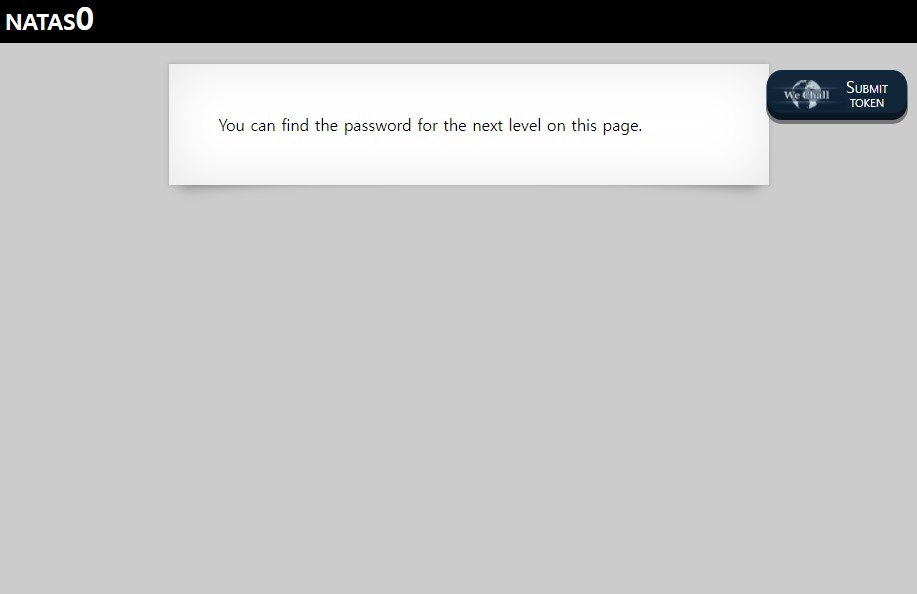 NATAS0
You can find the password for the next level on this page.
We Chall
SUBMIT
TOKEN